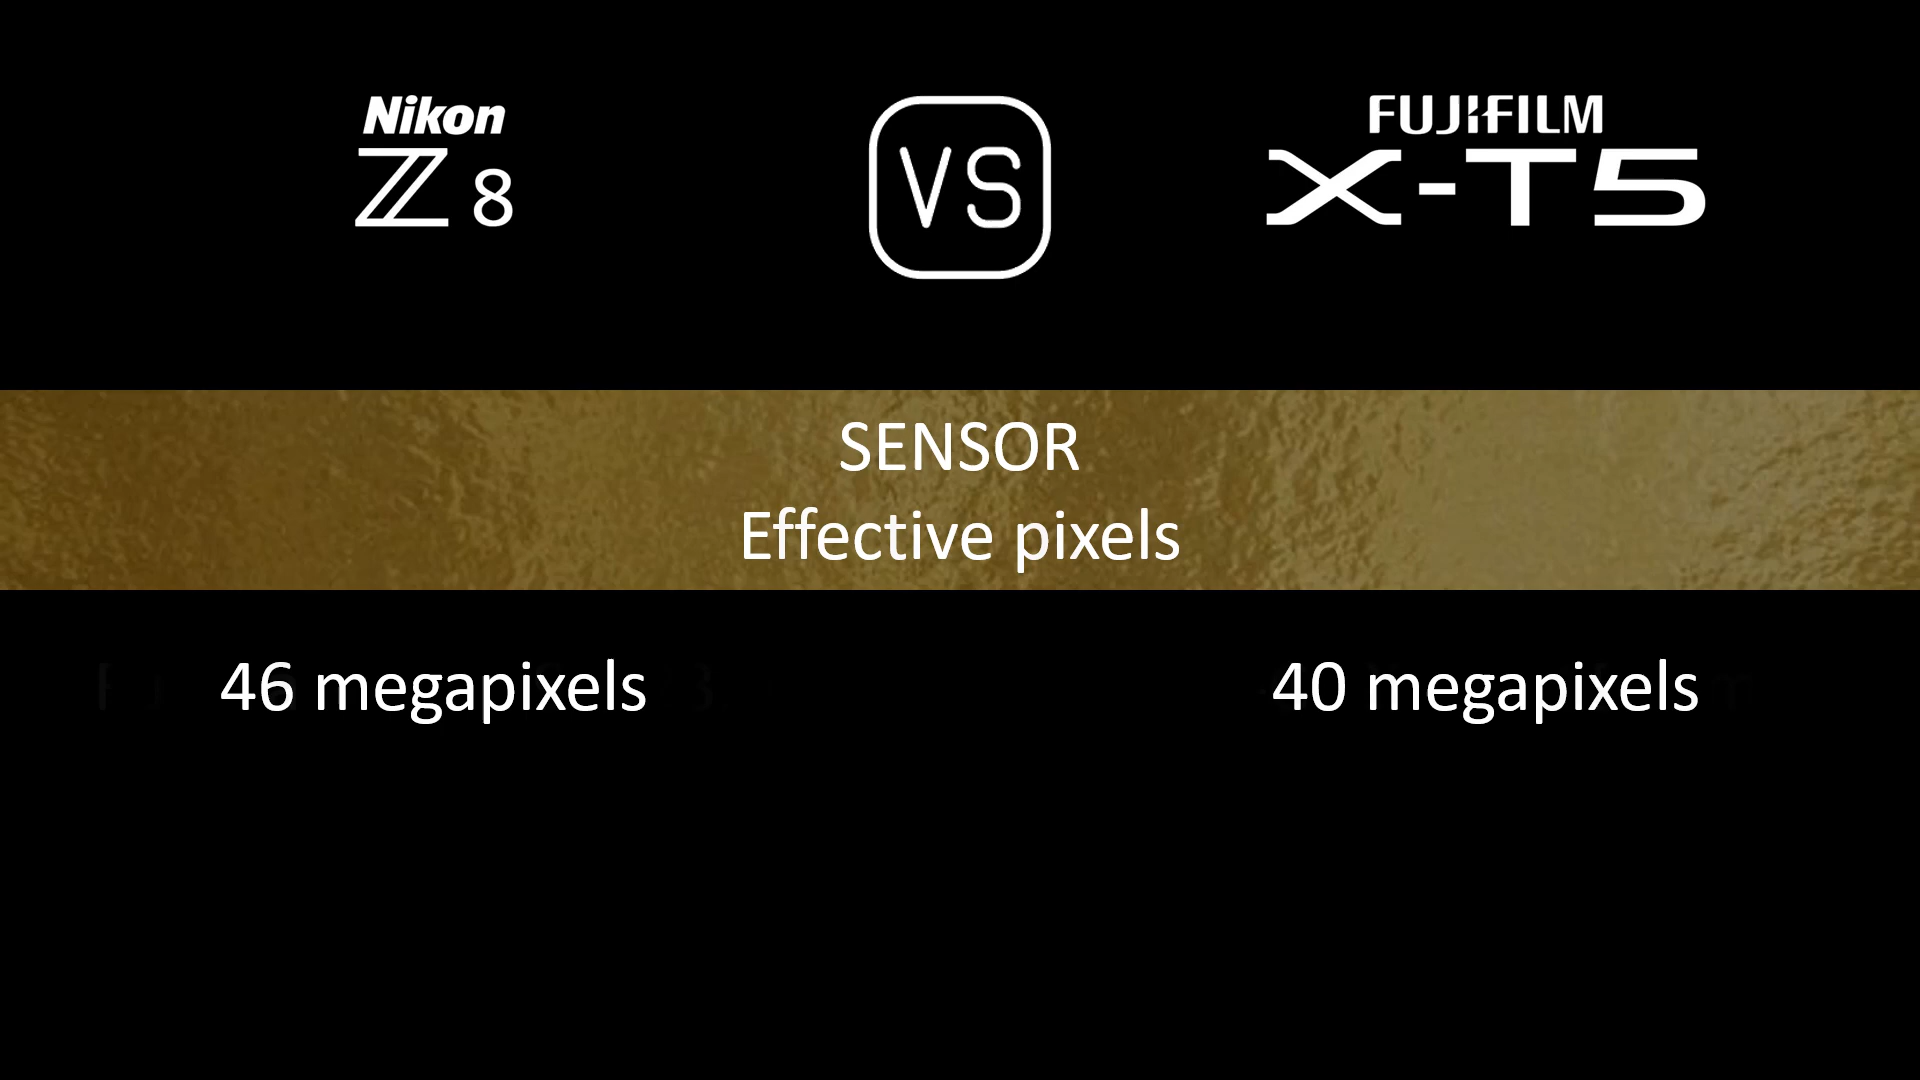 Nikon
Z 8
VS
FUJIFILM
X-T5
SENSOR
Effective pixels
46 megapixels
40 megapixels